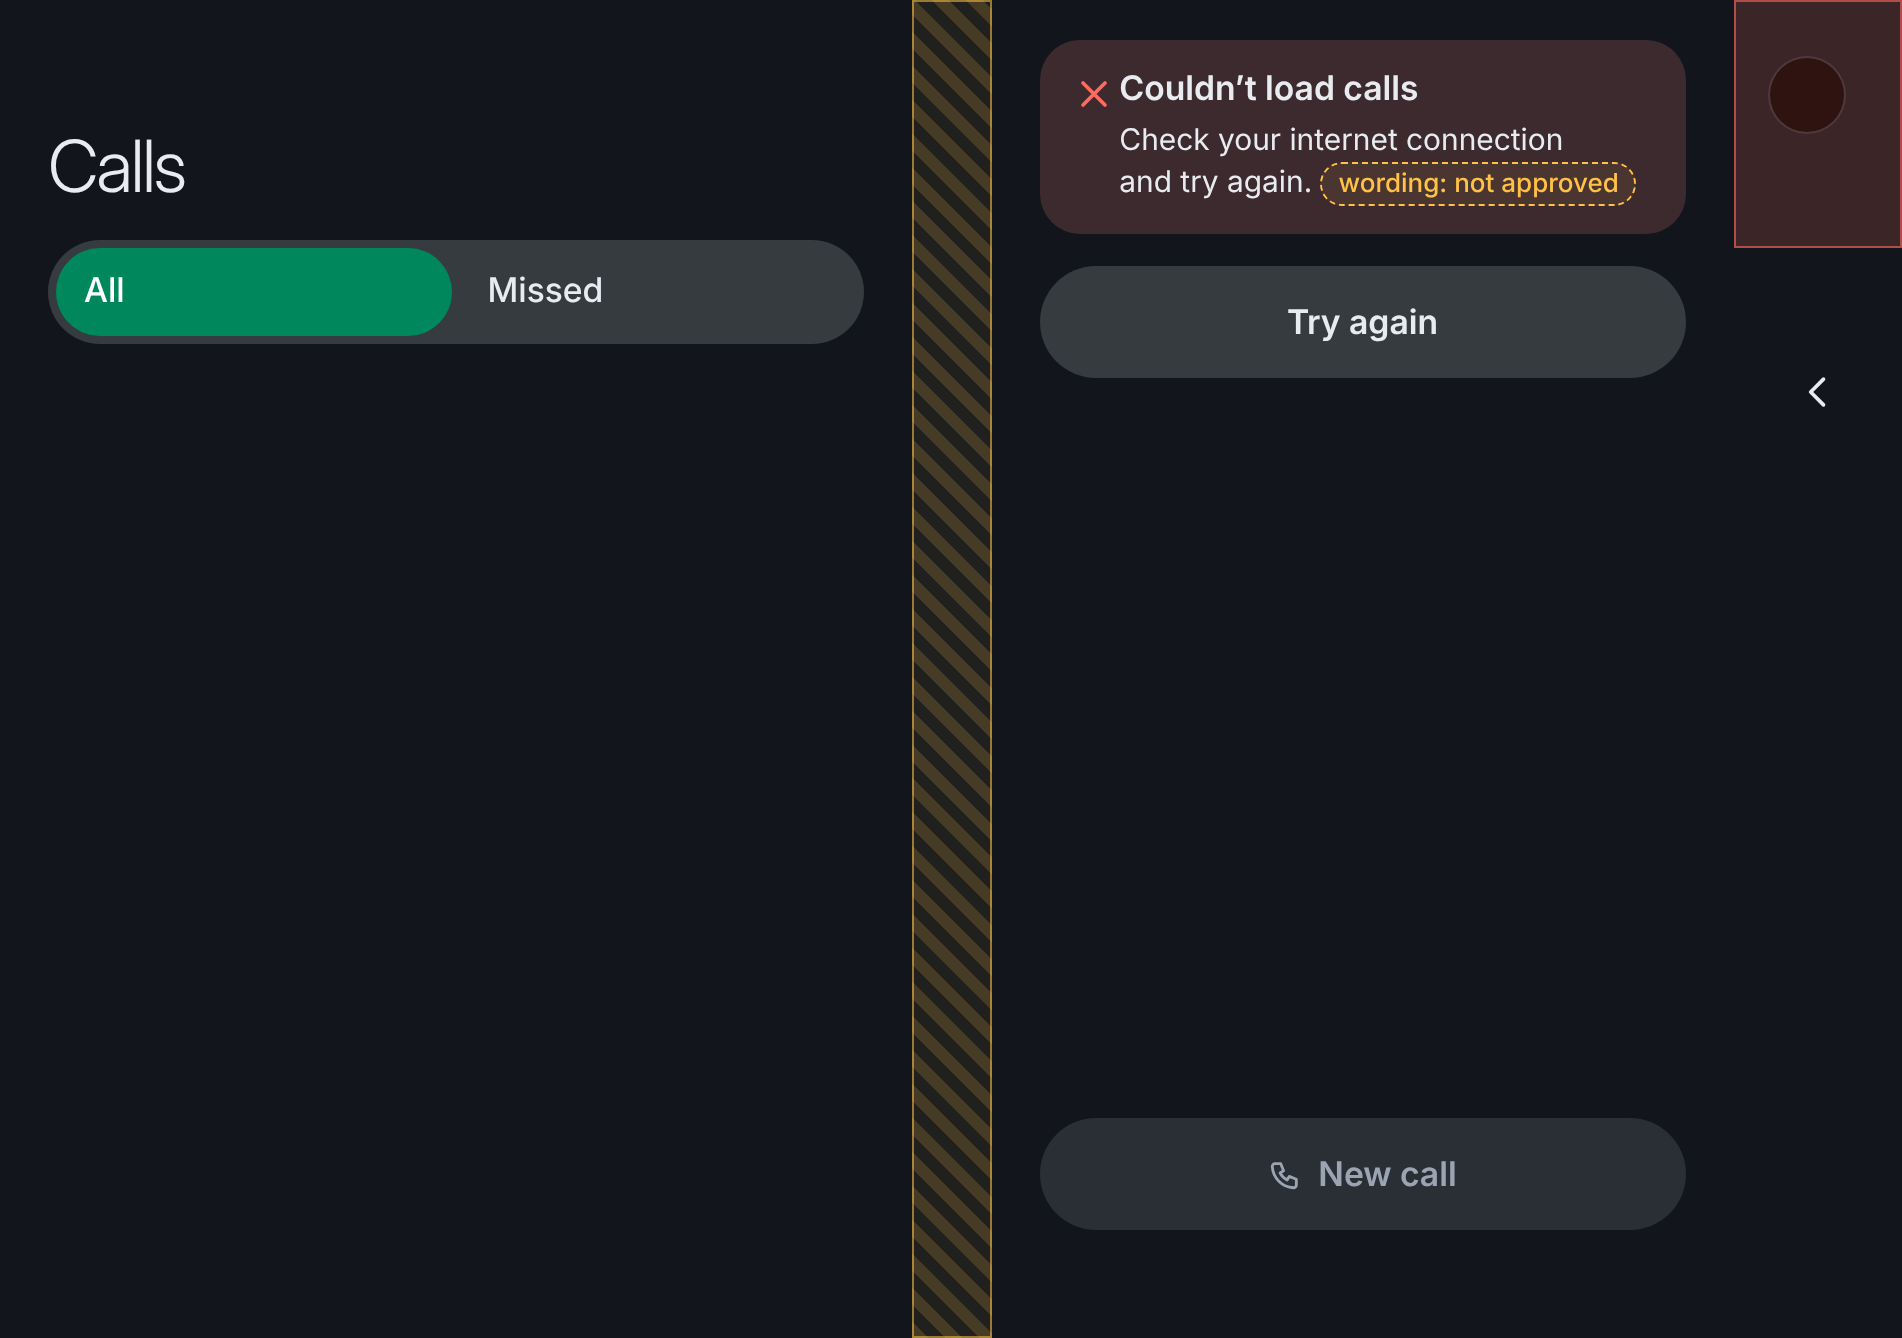 Calls
All
Missed
Couldn’t load calls
Check your internet connection
and try again. wording: not approved
Try again
New call